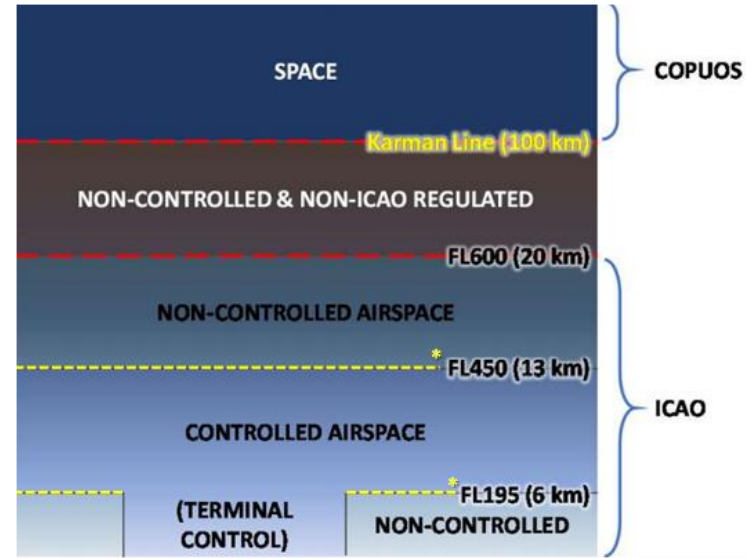 SPACE
COPUOS
Karman Line (100 km)
NON-CONTROLLED & NON-ICAO REGULATED
FL600 (20 km)
NON-CONTROLLED AIRSPACE
* FL450 (13 km)
ICAO
CONTROLLED AIRSPACE
* FL195 (6 km)
(TERMINAL
CONTROL)
NON-CONTROLLED